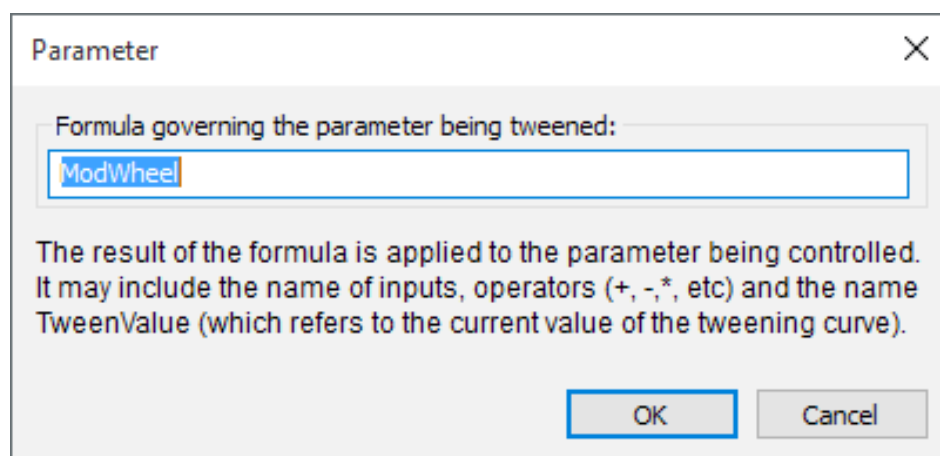 Parameter
Formula governing the parameter being tweened:
ModWheel
The result of the formula is applied to the parameter being controlled.
It may include the name of inputs, operators (+, -,*, etc) and the name
TweenValue (which refers to the current value of the tweening curve).
OK Cancel